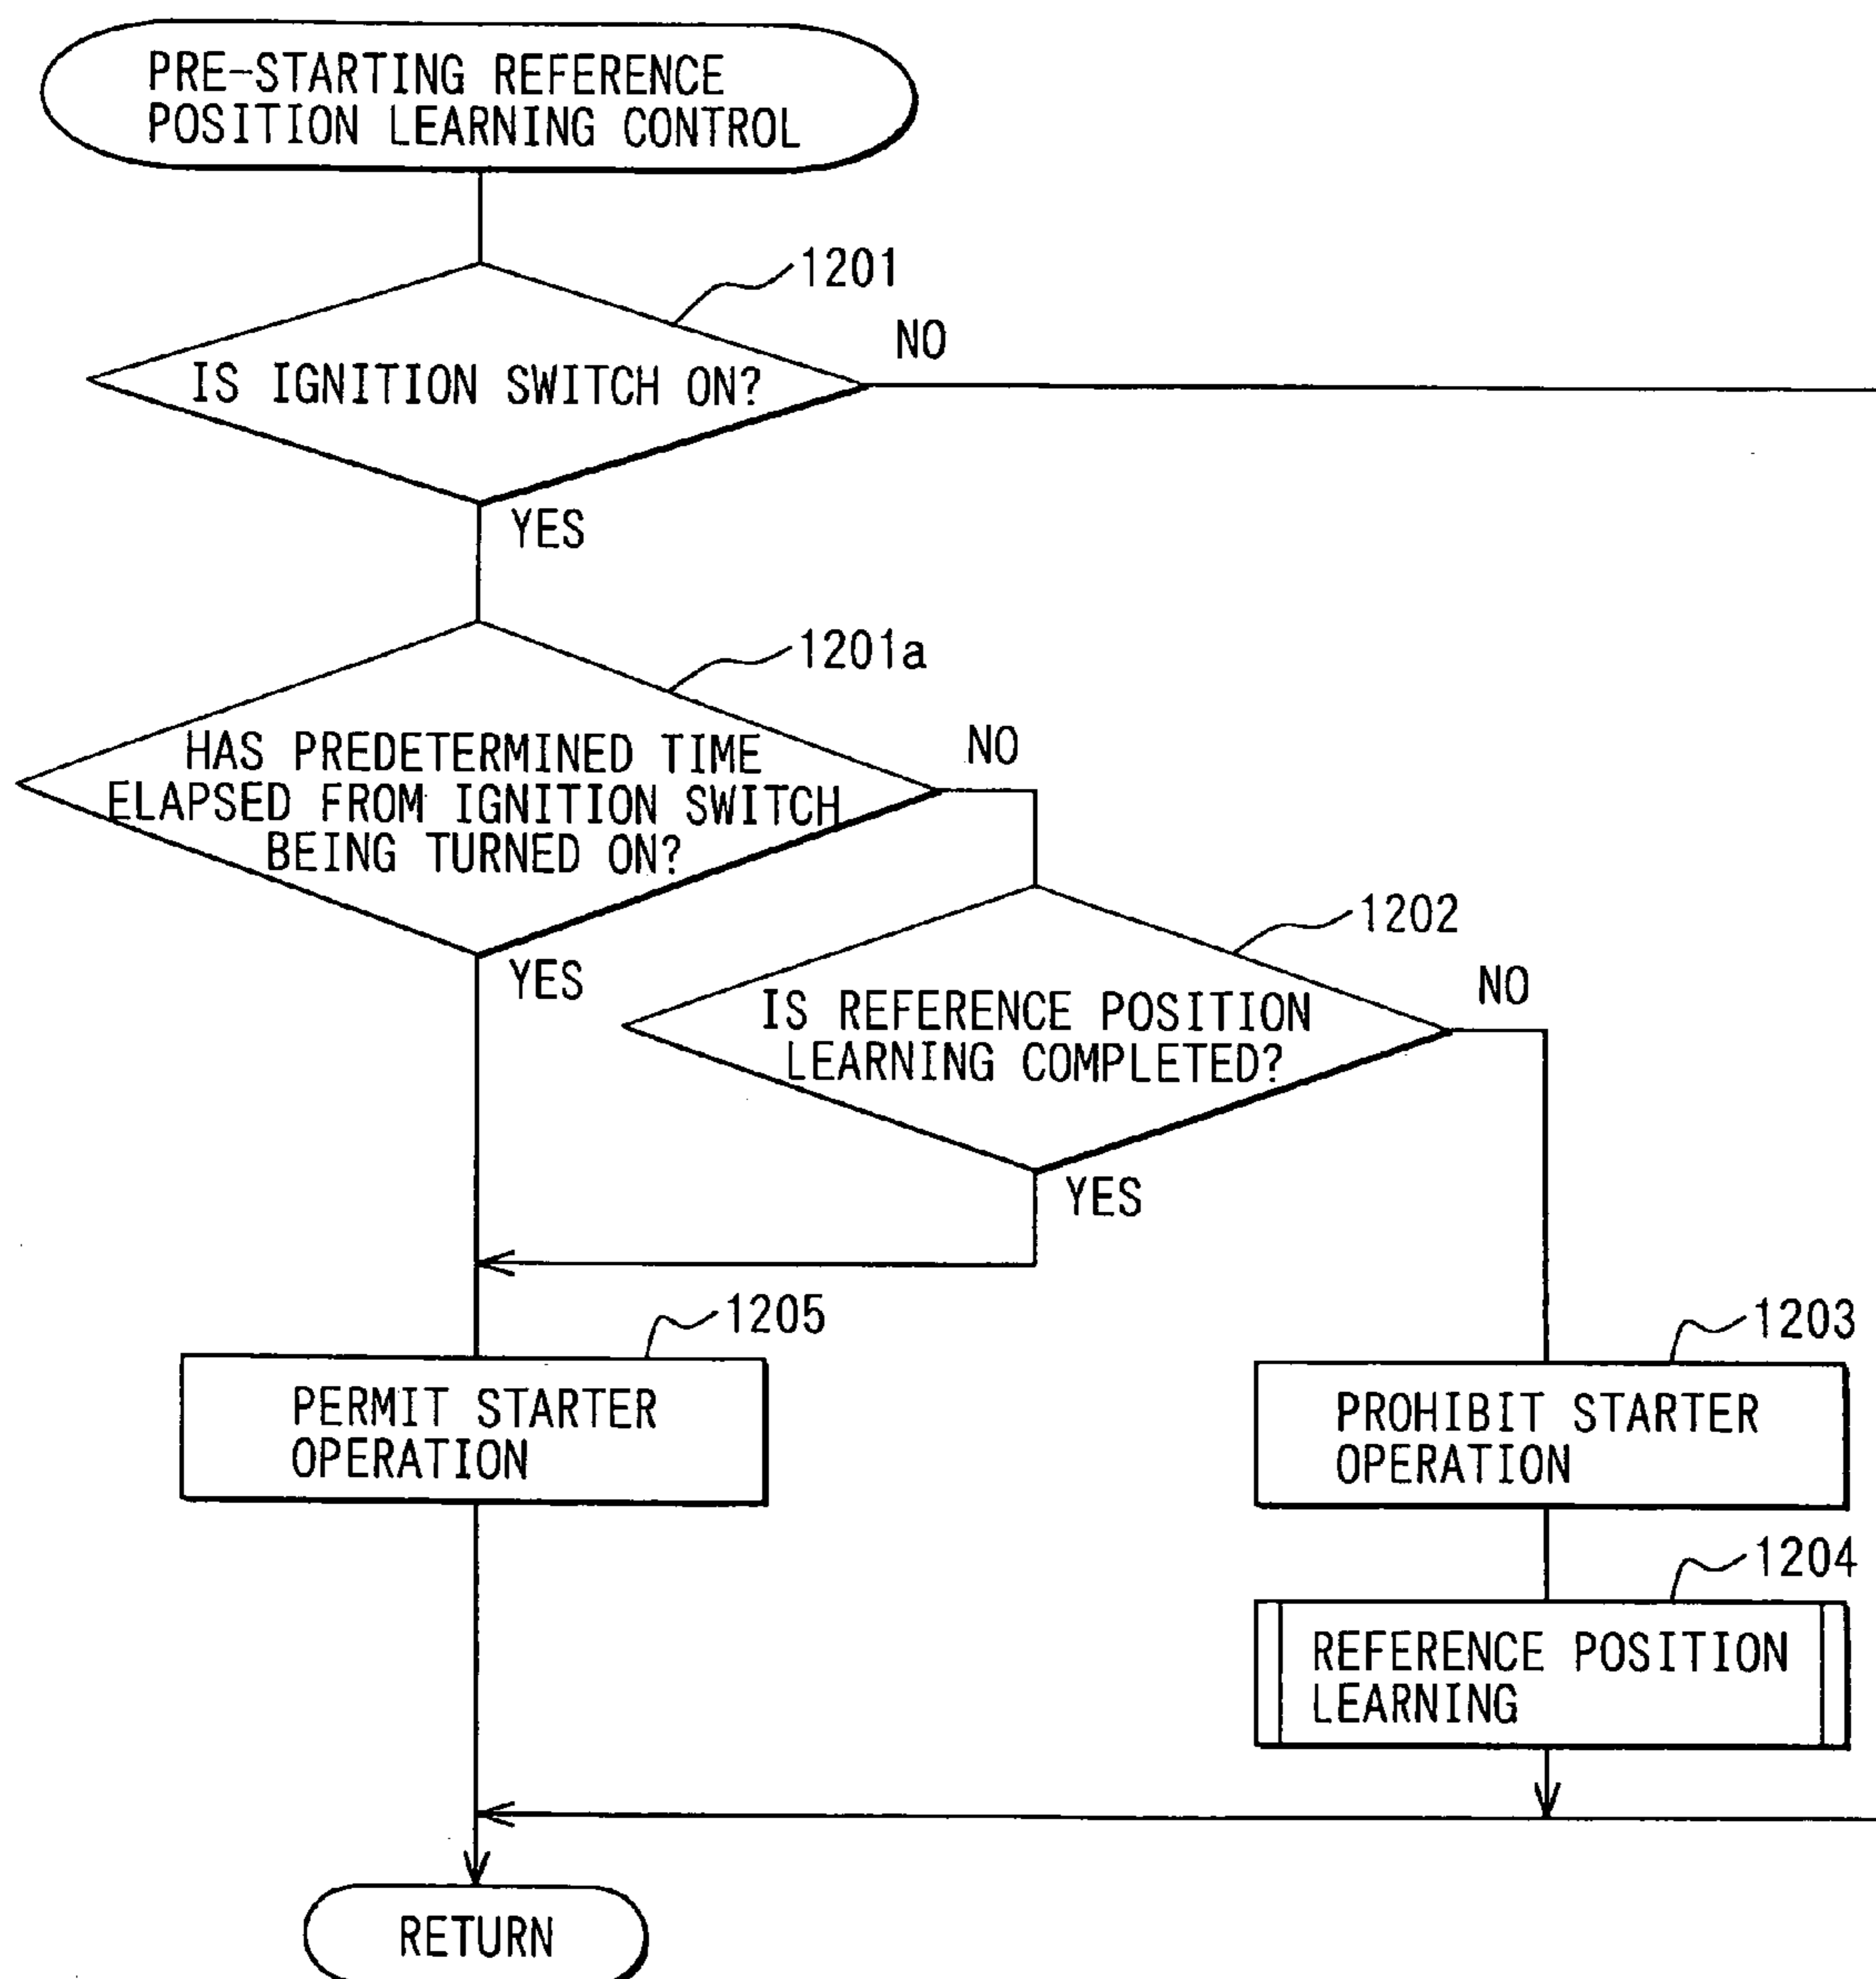 PRE-STARTING REFERENCE
POSITION LEARNING CONTROL
1201
IS IGNITION SWITCH ON?
NO
YES
1201a
HAS PREDETERMINED TIME
ELAPSED FROM IGNITION SWITCH
BEING TURNED ON?
NO
YES
1202
IS REFERENCE POSITION
LEARNING COMPLETED?
NO
YES
1205
PERMIT STARTER
OPERATION
1203
PROHIBIT STARTER
OPERATION
1204
REFERENCE POSITION
LEARNING
RETURN